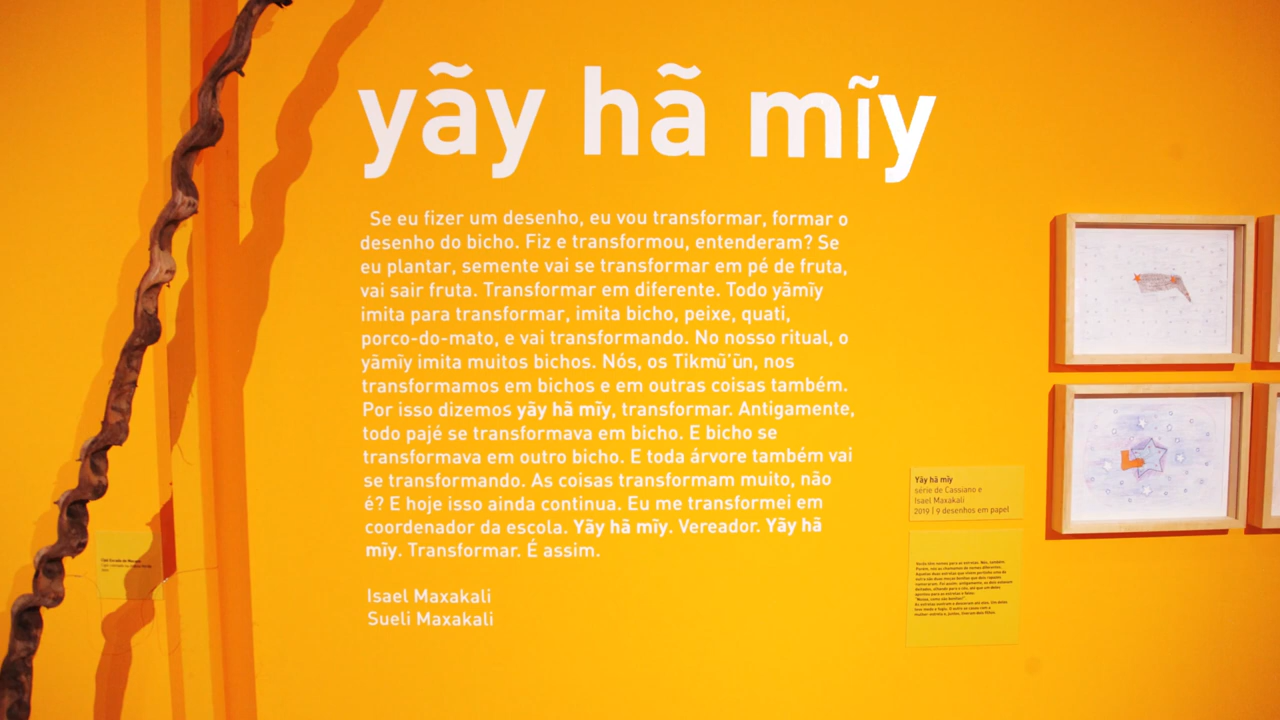 yãy hã mĩy
Se eu fizer um desenho, eu vou transformar, formar o
desenho do bicho. Fiz e transformou, entenderam? Se
eu plantar, semente vai se transformar em pé de fruta,
vai sair fruta. Transformar em diferente. Todo yãmĩy
imita para transformar, imita bicho, peixe, quati,
porco-do-mato, e vai transformando. No nosso ritual, o
yãmĩy imita muitos bichos. Nós, os Tikmũ'ũn, nos
transformamos em bichos e em outras coisas também.
Por isso dizemos yãy hã mĩy, transformar. Antigamente,
todo pajé se transformava em bicho. E bicho se
transformava em outro bicho. E toda árvore também vai
se transformando. As coisas transformam muito, não
é? E hoje isso ainda continua. Eu me transformei em
coordenador da escola. Yãy hã mĩy. Vereador. Yãy hã
mĩy. Transformar. É assim.
Isael Maxakali
Sueli Maxakali
Yãy hã mĩy
série de Cassiano e
Isael Maxakali
2019 | 9 desenhos em papel